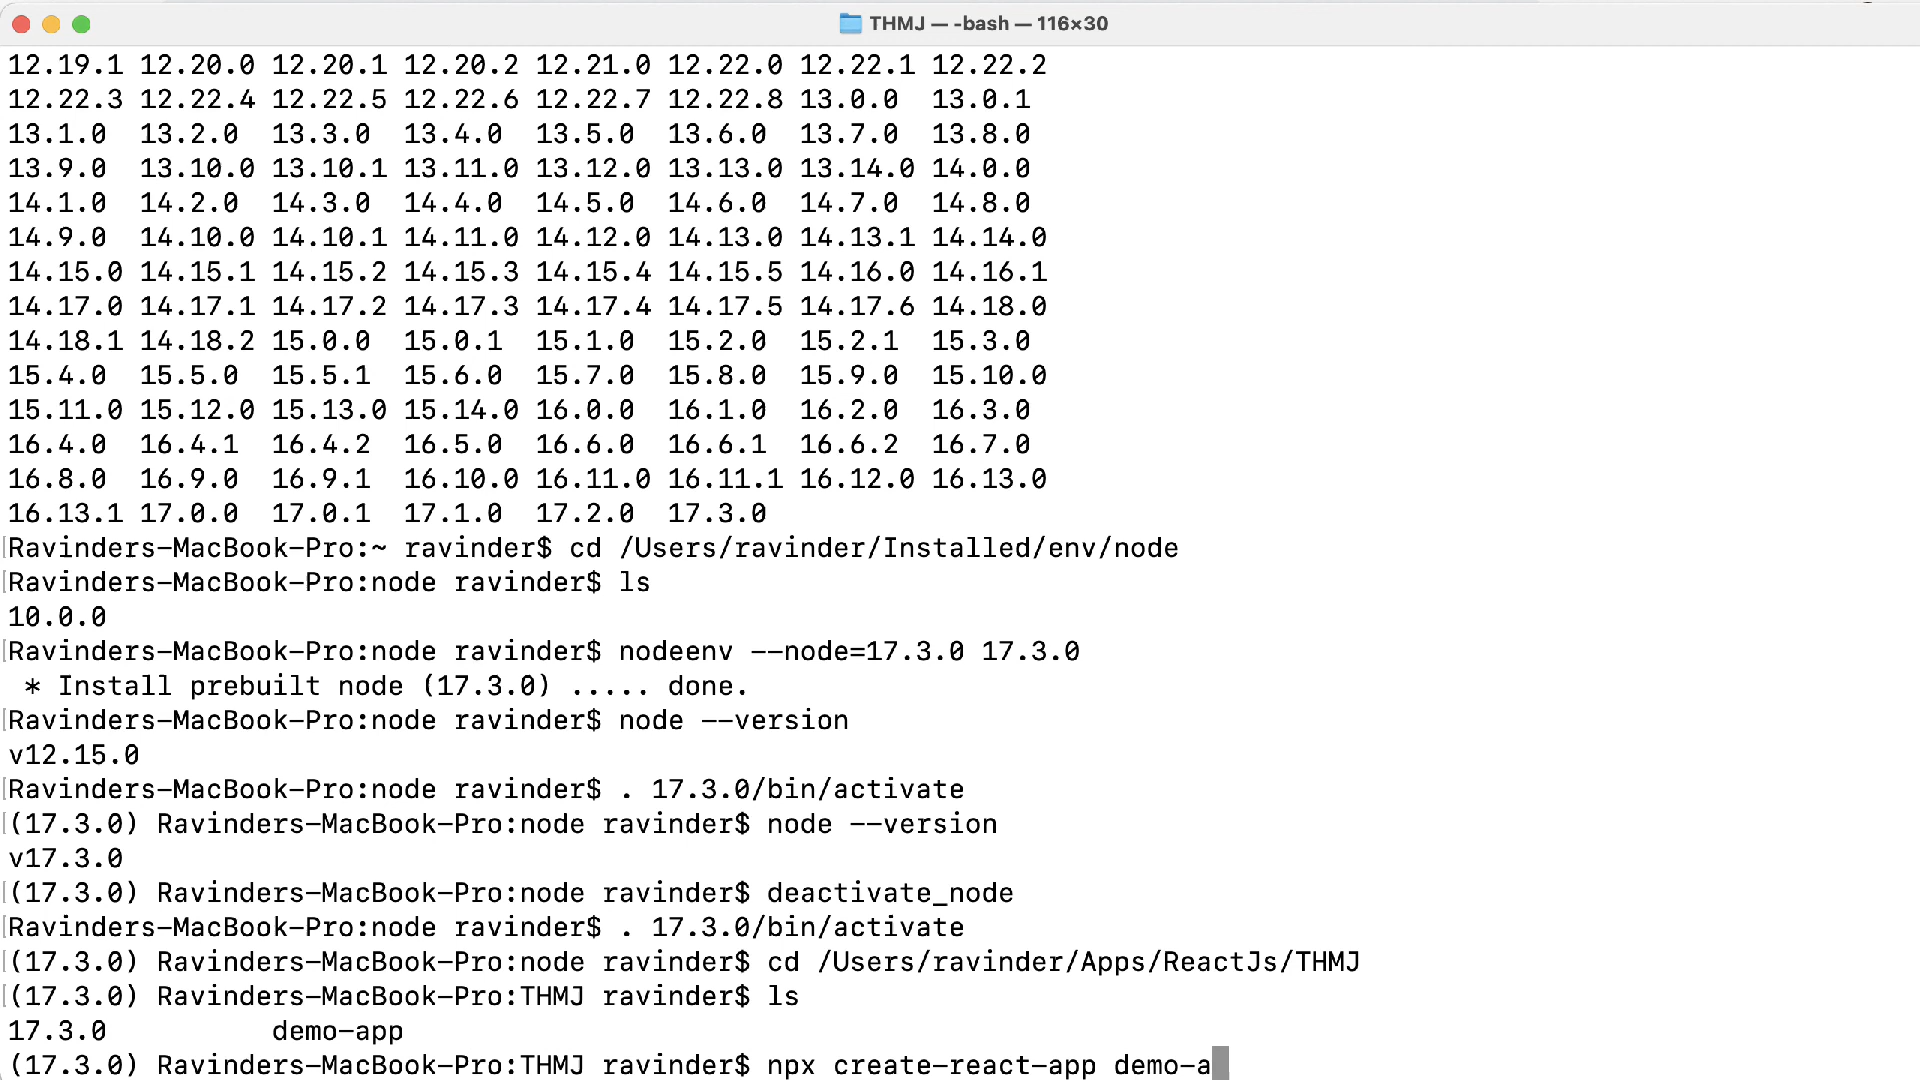 THMJ — -bash — 116×30
12.19.1 12.20.0 12.20.1 12.20.2 12.21.0 12.22.0 12.22.1 12.22.2
12.22.3 12.22.4 12.22.5 12.22.6 12.22.7 12.22.8 13.0.0 13.0.1
13.1.0 13.2.0 13.3.0 13.4.0 13.5.0 13.6.0 13.7.0 13.8.0
13.9.0 13.10.0 13.10.1 13.11.0 13.12.0 13.13.0 13.14.0 14.0.0
14.1.0 14.2.0 14.3.0 14.4.0 14.5.0 14.6.0 14.7.0 14.8.0
14.9.0 14.10.0 14.10.1 14.11.0 14.12.0 14.13.0 14.13.1 14.14.0
14.15.0 14.15.1 14.15.2 14.15.3 14.15.4 14.15.5 14.16.0 14.16.1
14.17.0 14.17.1 14.17.2 14.17.3 14.17.4 14.17.5 14.17.6 14.18.0
14.18.1 14.18.2 15.0.0 15.0.1 15.1.0 15.2.0 15.2.1 15.3.0
15.4.0 15.5.0 15.5.1 15.6.0 15.7.0 15.8.0 15.9.0 15.10.0
15.11.0 15.12.0 15.13.0 15.14.0 16.0.0 16.1.0 16.2.0 16.3.0
16.4.0 16.4.1 16.4.2 16.5.0 16.6.0 16.6.1 16.6.2 16.7.0
16.8.0 16.9.0 16.9.1 16.10.0 16.11.0 16.11.1 16.12.0 16.13.0
16.13.1 17.0.0 17.0.1 17.1.0 17.2.0 17.3.0
Ravinders-MacBook-Pro:~ ravinder$ cd /Users/ravinder/Installed/env/node
Ravinders-MacBook-Pro:node ravinder$ ls
10.0.0
Ravinders-MacBook-Pro:node ravinder$ nodeenv --node=17.3.0 17.3.0
* Install prebuilt node (17.3.0) ..... done.
Ravinders-MacBook-Pro:node ravinder$ node --version
v12.15.0
Ravinders-MacBook-Pro:node ravinder$ . 17.3.0/bin/activate
(17.3.0) Ravinders-MacBook-Pro:node ravinder$ node --version
v17.3.0
(17.3.0) Ravinders-MacBook-Pro:node ravinder$ deactivate_node
Ravinders-MacBook-Pro:node ravinder$ . 17.3.0/bin/activate
(17.3.0) Ravinders-MacBook-Pro:node ravinder$ cd /Users/ravinder/Apps/ReactJs/THMJ
(17.3.0) Ravinders-MacBook-Pro:THMJ ravinder$ ls
17.3.0 demo-app
(17.3.0) Ravinders-MacBook-Pro:THMJ ravinder$ npx create-react-app demo-a